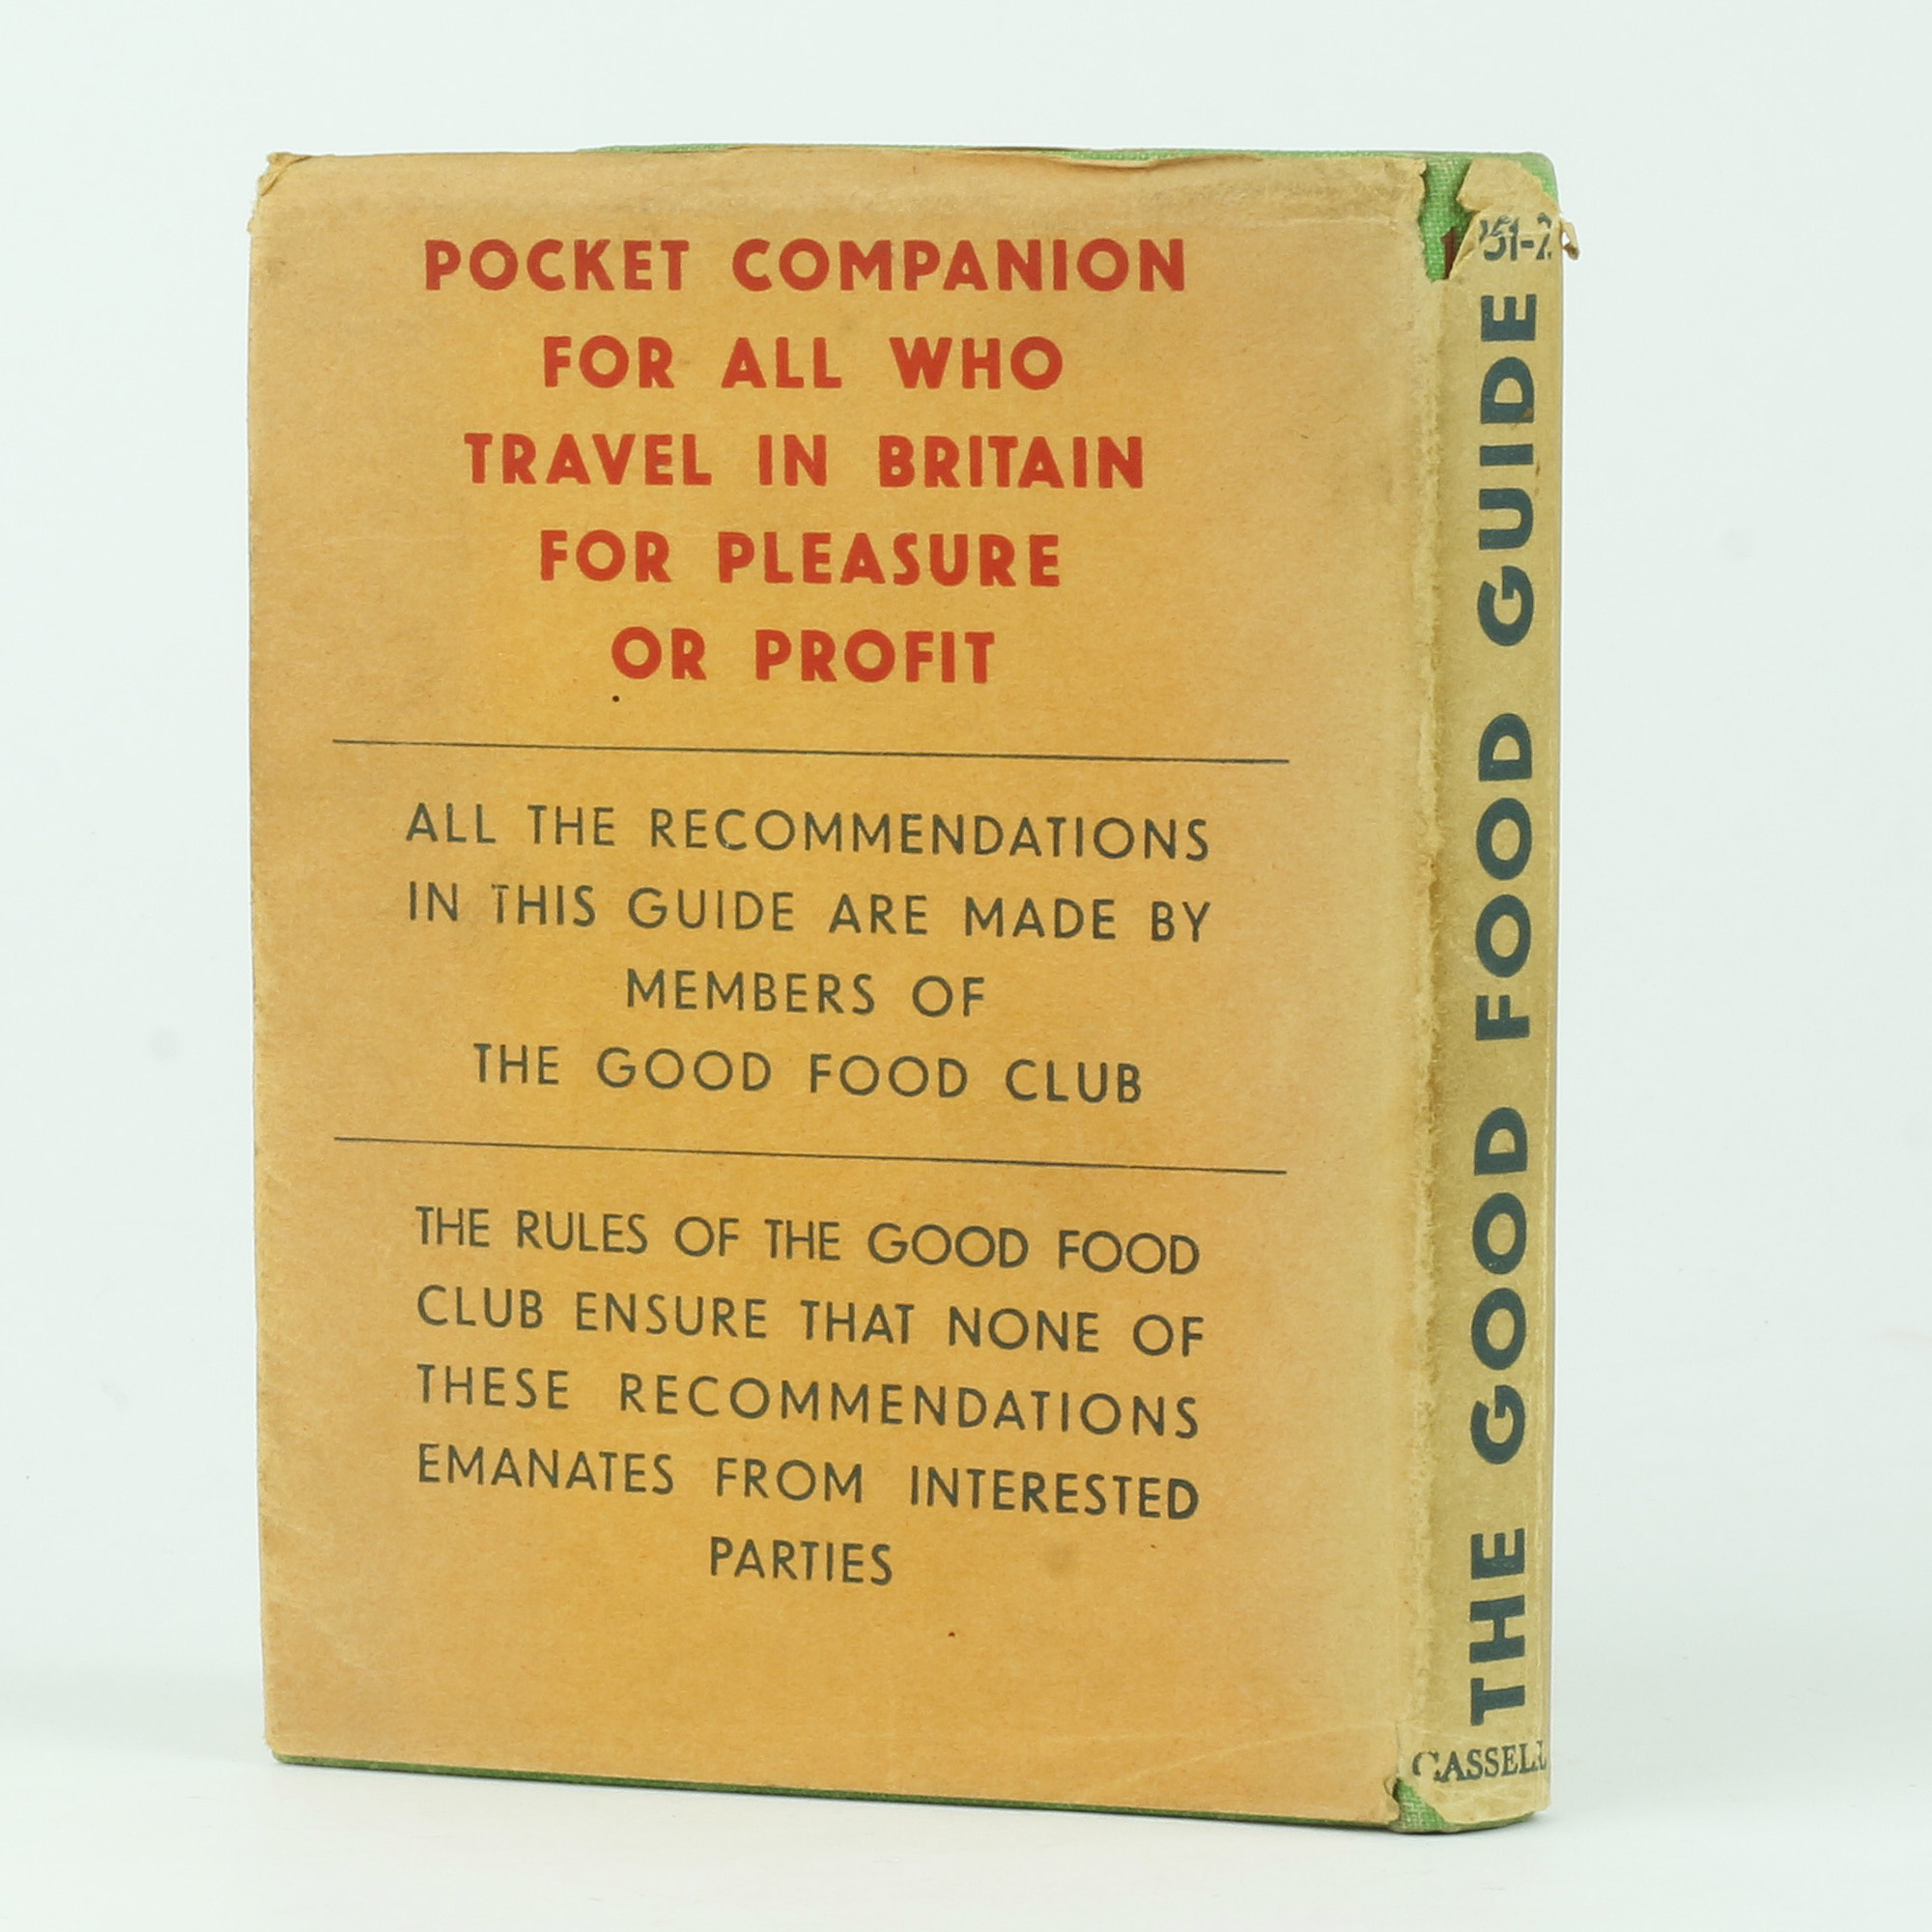 POCKET COMPANION
FOR ALL WHO
TRAVEL IN BRITAIN
FOR PLEASURE
OR PROFIT
ALL THE RECOMMENDATIONS
IN THIS GUIDE ARE MADE BY
MEMBERS OF
THE GOOD FOOD CLUB
THE RULES OF THE GOOD FOOD
CLUB ENSURE THAT NONE OF
THESE RECOMMENDATIONS
EMANATES FROM INTERESTED
PARTIES
THE GOOD FOOD GUIDE
CASSELL